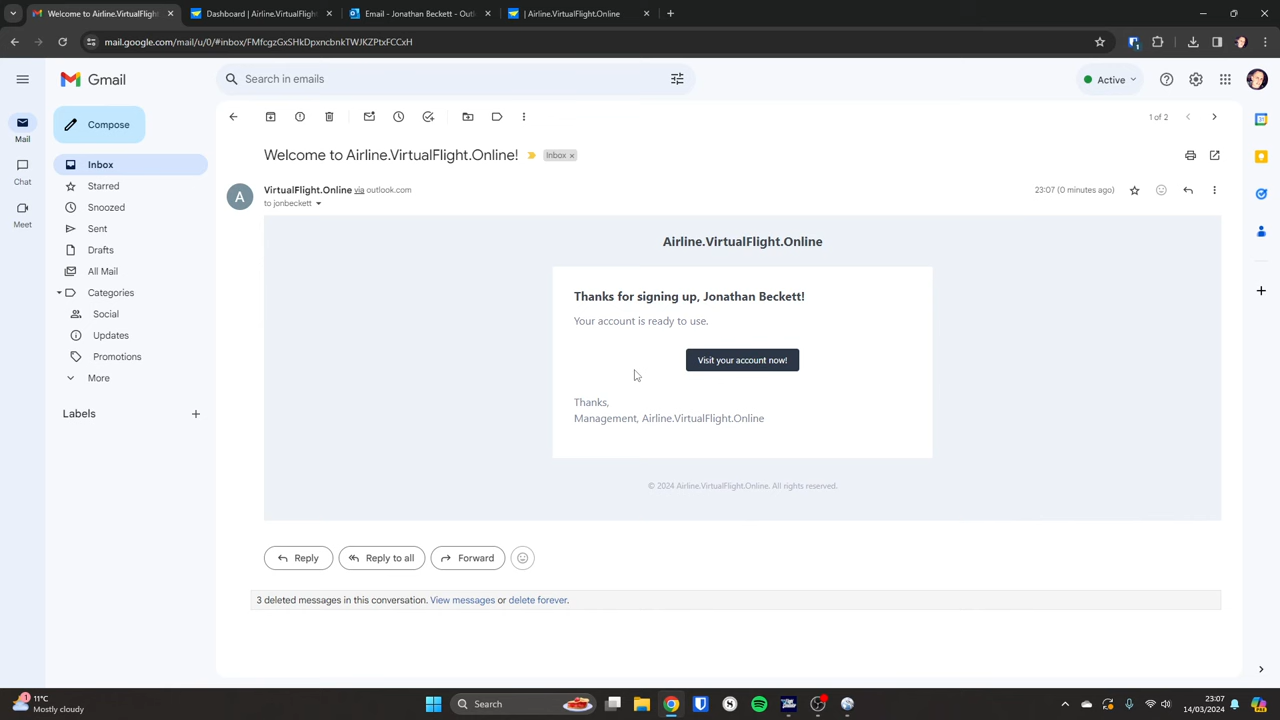 Welcome to Airline.VirtualFlight
Dashboard | Airline.VirtualFlight
Email - Jonathan Beckett - Outl
| Airline.VirtualFlight.Online
mail.google.com/mail/u/0/#inbox/FMfcgzGxSHkDpxncbnkTWJKZPtxFCCxH
Gmail
Search in emails
Active
Compose
1 of 2
Mail
Inbox
Welcome to Airline.VirtualFlight.Online!
Inbox ×
Chat
Starred
VirtualFlight.Online via outlook.com
23:07 (0 minutes ago)
A
to jonbeckett
Snoozed
Meet
Sent
Drafts
All Mail
Categories
Social
Updates
Promotions
More
Labels
Airline.VirtualFlight.Online
Thanks for signing up, Jonathan Beckett!
Your account is ready to use.
Visit your account now!
Thanks,
Management, Airline.VirtualFlight.Online
© 2024 Airline.VirtualFlight.Online. All rights reserved.
Reply
Reply to all
Forward
3 deleted messages in this conversation. View messages or delete forever.
11°C
Mostly cloudy
Search
23:07
14/03/2024